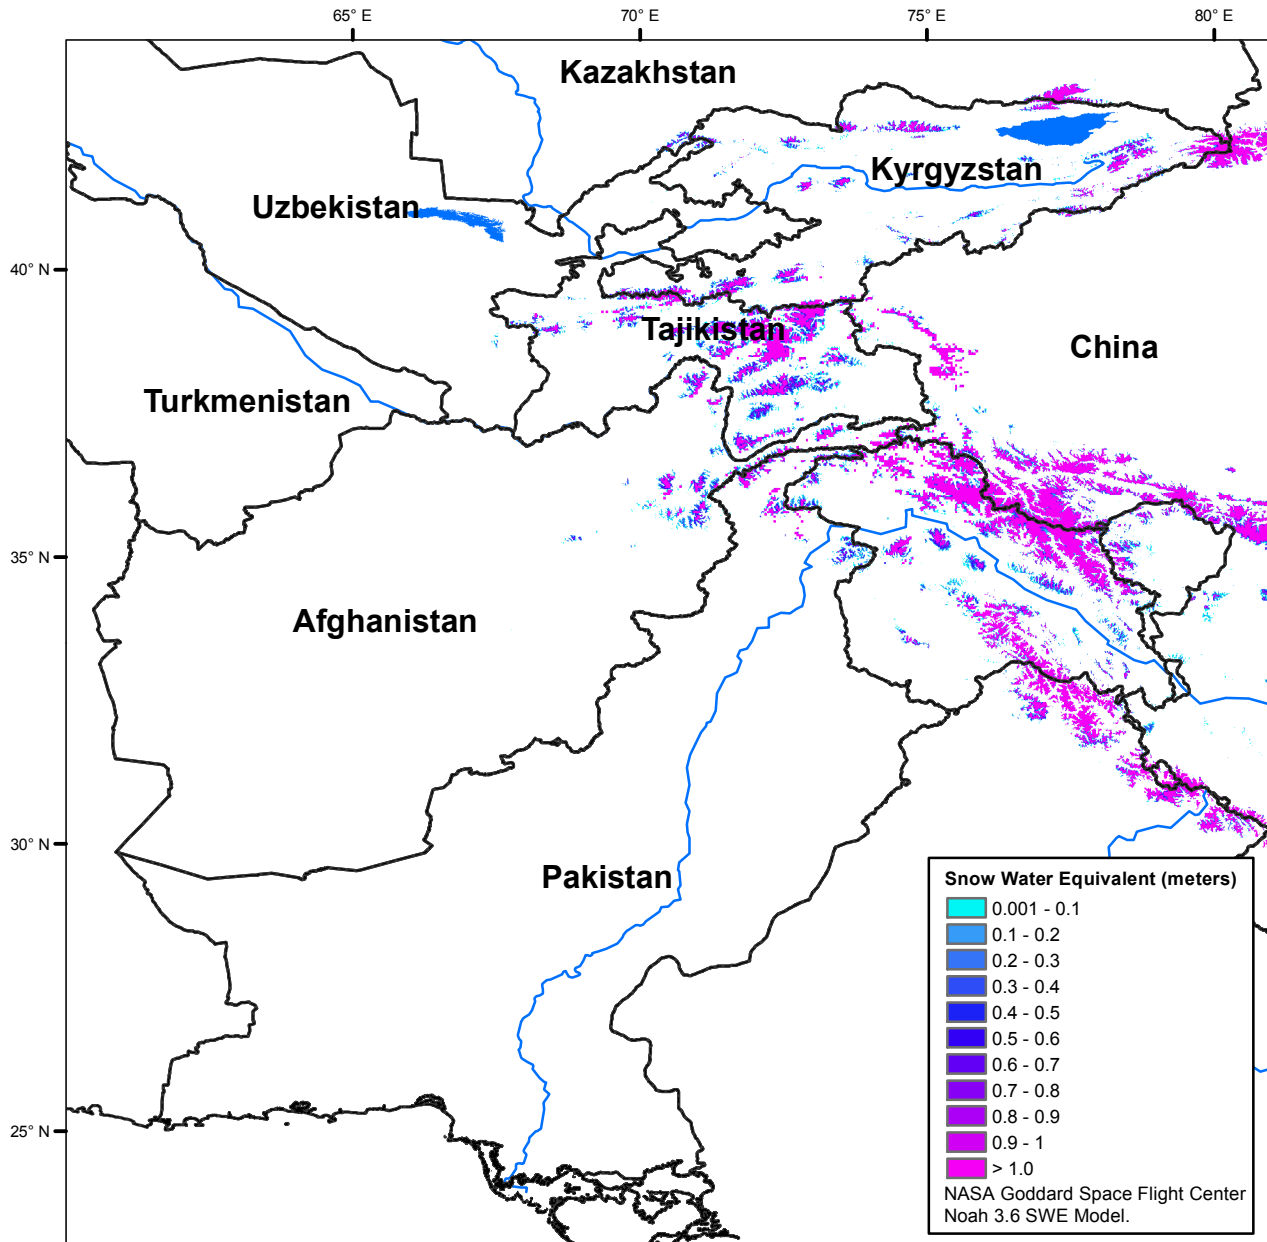 65° E
70° E
75° E
80° E
Kazakhstan
Kyrgyzstan
Uzbekistan
40° N
Tajikistan
China
Turkmenistan
35° N
Afghanistan
30° N
Pakistan
25° N
Snow Water Equivalent (meters)
0.001 - 0.1
0.1 - 0.2
0.2 - 0.3
0.3 - 0.4
0.4 - 0.5
0.5 - 0.6
0.6 - 0.7
0.7 - 0.8
0.8 - 0.9
0.9 - 1
> 1.0
NASA Goddard Space Flight Center
Noah 3.6 SWE Model.